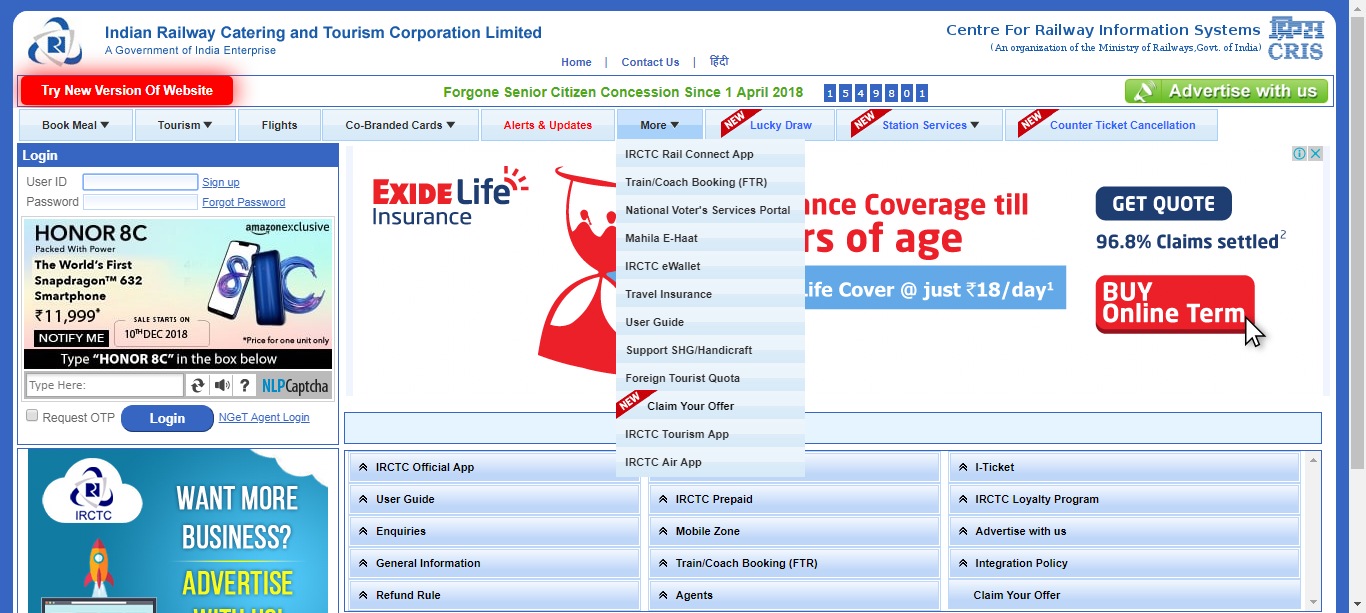 Indian Railway Catering and Tourism Corporation Limited
A Government of India Enterprise
Centre For Railway Information Systems
(An organization of the Ministry of Railways,Govt. of India)
CRIS
Home | Contact Us | हिंदी
Try New Version Of Website
Forgone Senior Citizen Concession Since 1 April 2018 1 5 4 9 8 0 1
Advertise with us
Book Meal
Tourism
Flights
Co-Branded Cards
Alerts & Updates
More
NEW Lucky Draw
NEW Station Services
NEW Counter Ticket Cancellation
Login
User ID
Sign up
Password
Forgot Password
HONOR 8C
amazonexclusive
Packed With Power
The World's First
Snapdragon™ 632
Smartphone
₹11,999*
SALE STARTS ON
10THDEC 2018
NOTIFY ME
*Price for one unit only
Type “HONOR 8C” in the box below
Type Here:
?
NLPCaptcha
Request OTP
Login
NGeT Agent Login
IRCTC
WANT MORE
BUSINESS?
ADVERTISE
WITH US!
IRCTC Rail Connect App
Train/Coach Booking (FTR)
National Voter's Services Portal
Mahila E-Haat
IRCTC eWallet
Travel Insurance
User Guide
Support SHG/Handicraft
Foreign Tourist Quota
NEW Claim Your Offer
IRCTC Tourism App
IRCTC Air App
EXIDE Life
Insurance
ance Coverage till
rs of age
ife Cover @ just ₹18/day¹
GET QUOTE
96.8% Claims settled²
BUY
Online Term
IRCTC Official App
I-Ticket
User Guide
IRCTC Prepaid
IRCTC Loyalty Program
Enquiries
Mobile Zone
Advertise with us
General Information
Train/Coach Booking (FTR)
Integration Policy
Refund Rule
Agents
Claim Your Offer